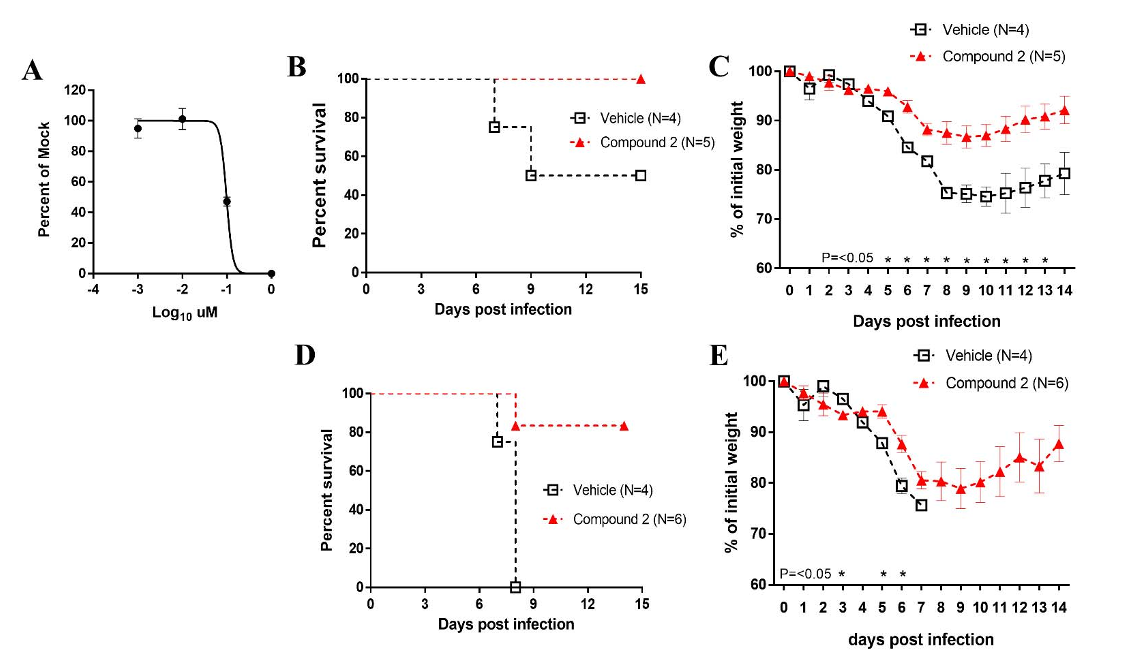 A
Percent of Mock
120
100
80
60
40
20
0
-4 -3 -2 -1 0
Log10 uM
B
Percent survival
100
80
60
40
20
0
Vehicle (N=4)
Compound 2 (N=5)
0 3 6 9 12 15
Days post infection
C
Vehicle (N=4)
Compound 2 (N=5)
% of initial weight
100
90
80
70
60
P=<0.05 * * * * * * * * *
0 1 2 3 4 5 6 7 8 9 10 11 12 13 14
Days post infection
D
Percent survival
100
80
60
40
20
0
Vehicle (N=4)
Compound 2 (N=6)
0 3 6 9 12 15
Days post infection
E
Vehicle (N=4)
Compound 2 (N=6)
% of initial weight
100
90
80
70
60
P=<0.05 * * *
0 1 2 3 4 5 6 7 8 9 10 11 12 13 14
days post infection